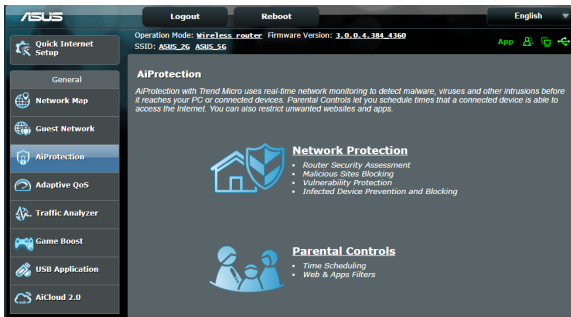 ASUS
Logout
Reboot
English
Quick Internet
Setup
Operation Mode: Wireless router Firmware Version: 3.0.0.4.384_4360
SSID: ASUS_2G ASUS_5G
App
General
Network Map
Guest Network
AiProtection
Adaptive QoS
Traffic Analyzer
Game Boost
USB Application
AiCloud 2.0
AiProtection
AiProtection with Trend Micro uses real-time network monitoring to detect malware, viruses and other intrusions before
it reaches your PC or connected devices. Parental Controls let you schedule times that a connected device is able to
access the Internet. You can also restrict unwanted websites and apps.
Network Protection
• Router Security Assessment
• Malicious Sites Blocking
• Vulnerability Protection
• Infected Device Prevention and Blocking
Parental Controls
• Time Scheduling
• Web & Apps Filters